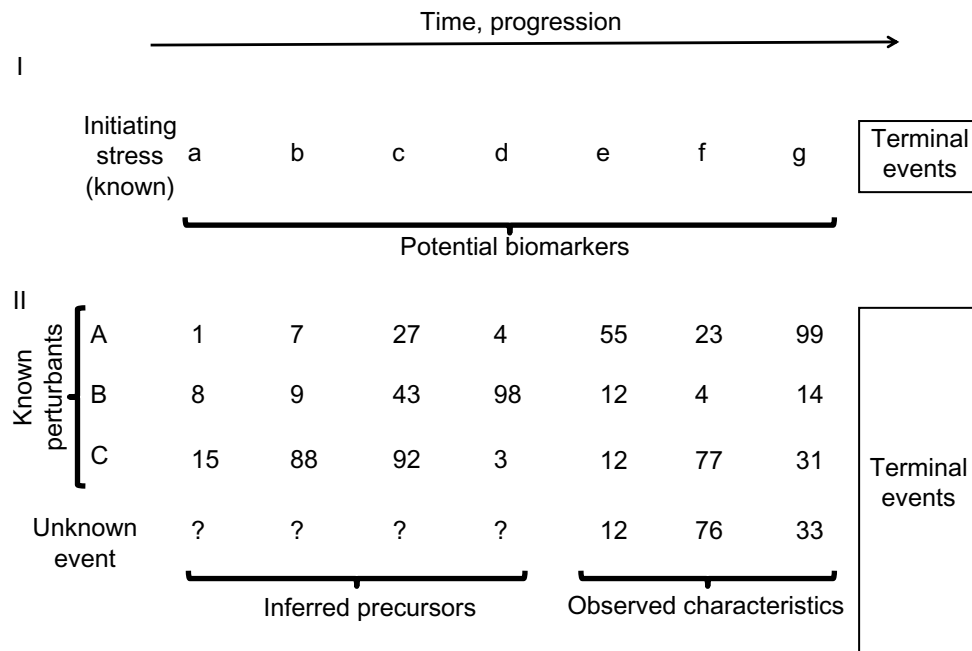 Time, progression
I
Initiating
stress
(known)
a b c d e f g
Terminal
events
Potential biomarkers
II
Known
perturbants
A 1 7 27 4 55 23 99
B 8 9 43 98 12 4 14
C 15 88 92 3 12 77 31
Unknown
event
? ? ? ? 12 76 33
Terminal
events
Inferred precursors
Observed characteristics